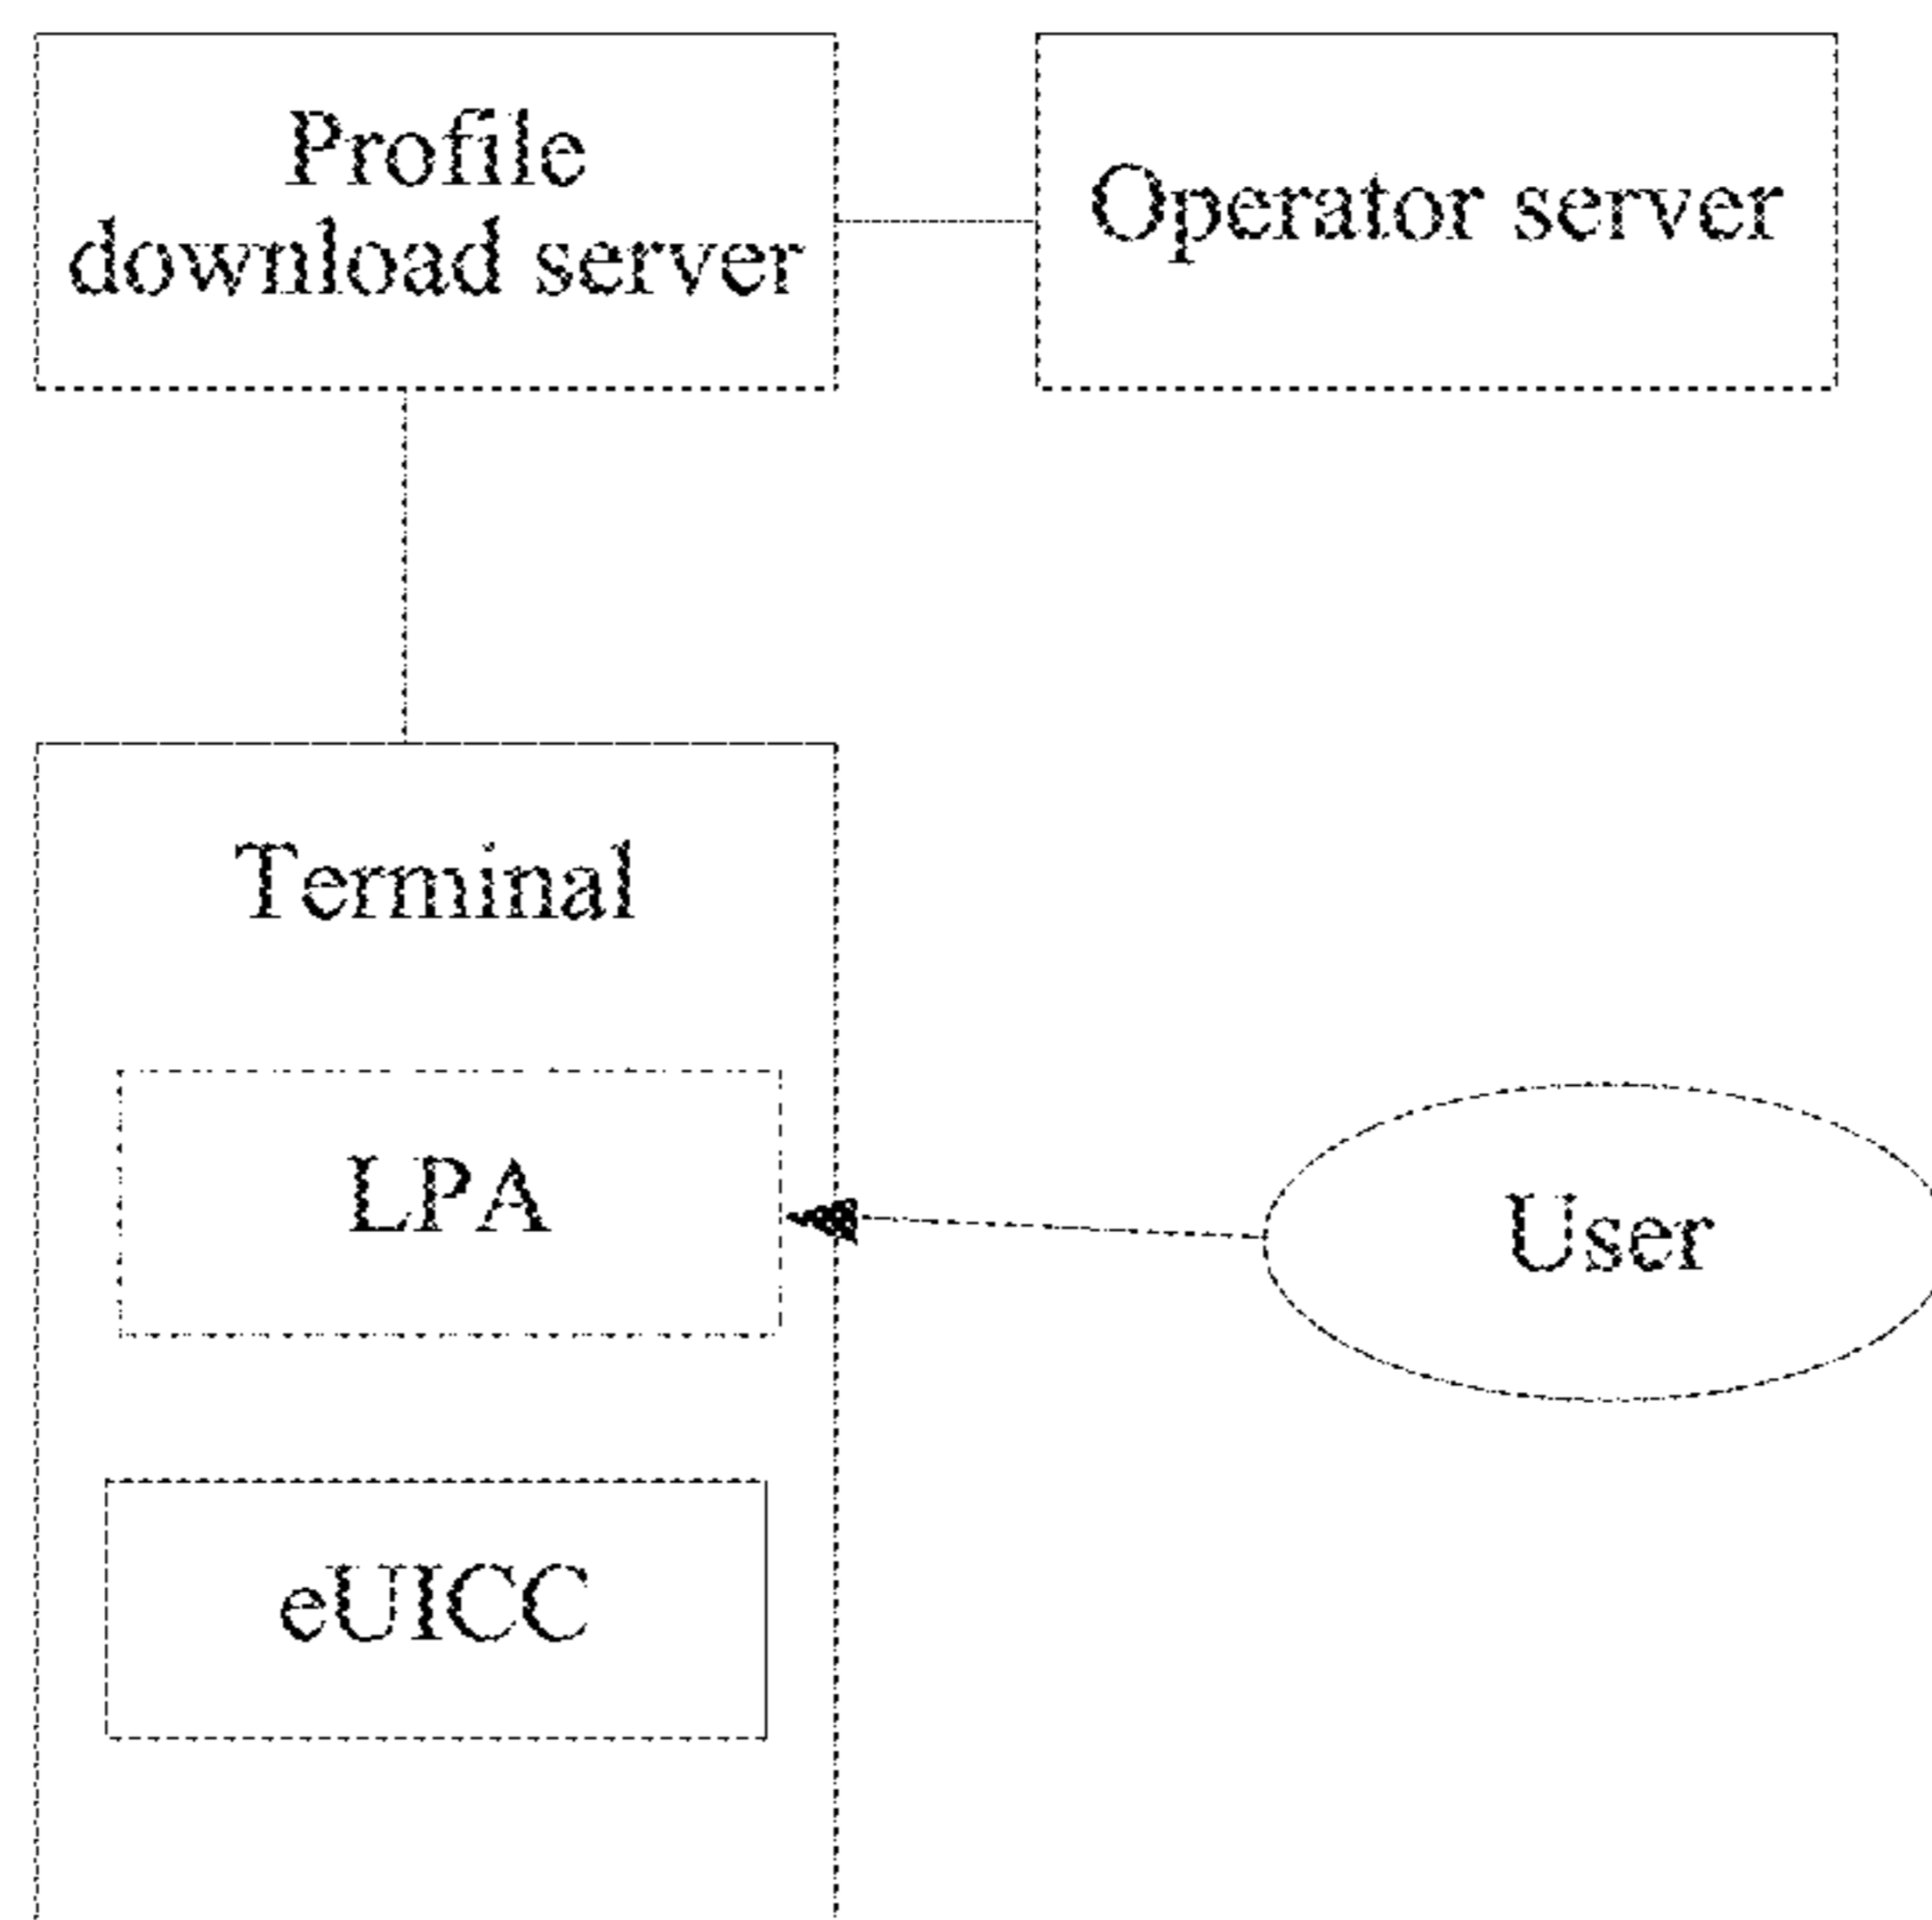 Profile
download server
Operator server
Terminal
LPA
User
eUICC